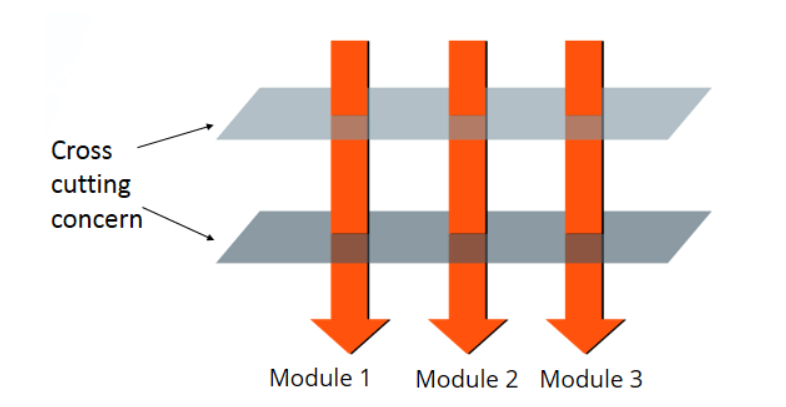 Cross
cutting
concern
Module 1
Module 2
Module 3